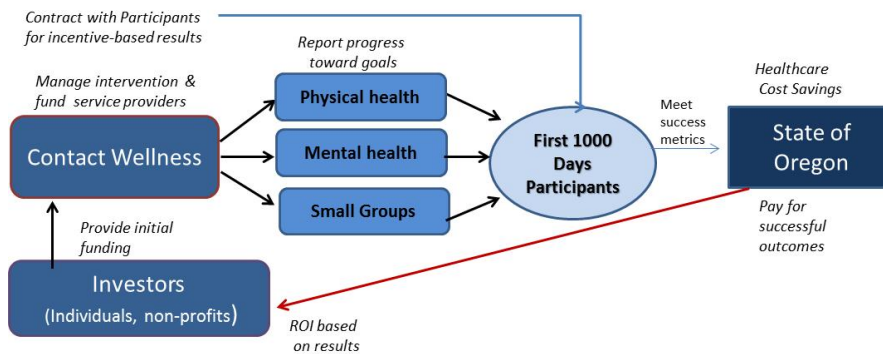 Contract with Participants
for incentive-based results
Report progress
toward goals
Manage intervention &
fund service providers
Healthcare
Cost Savings
Physical health
Contact Wellness
Mental health
Small Groups
First 1000
Days
Participants
Meet
success
metrics
State of
Oregon
Provide initial
funding
Pay for
successful
outcomes
Investors
(Individuals, non-profits)
ROI based
on results